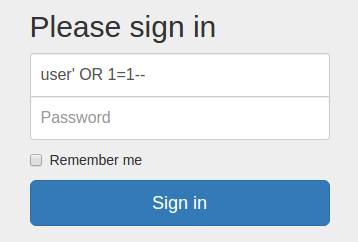 Please sign in
user' OR 1=1--
Password
Remember me
Sign in